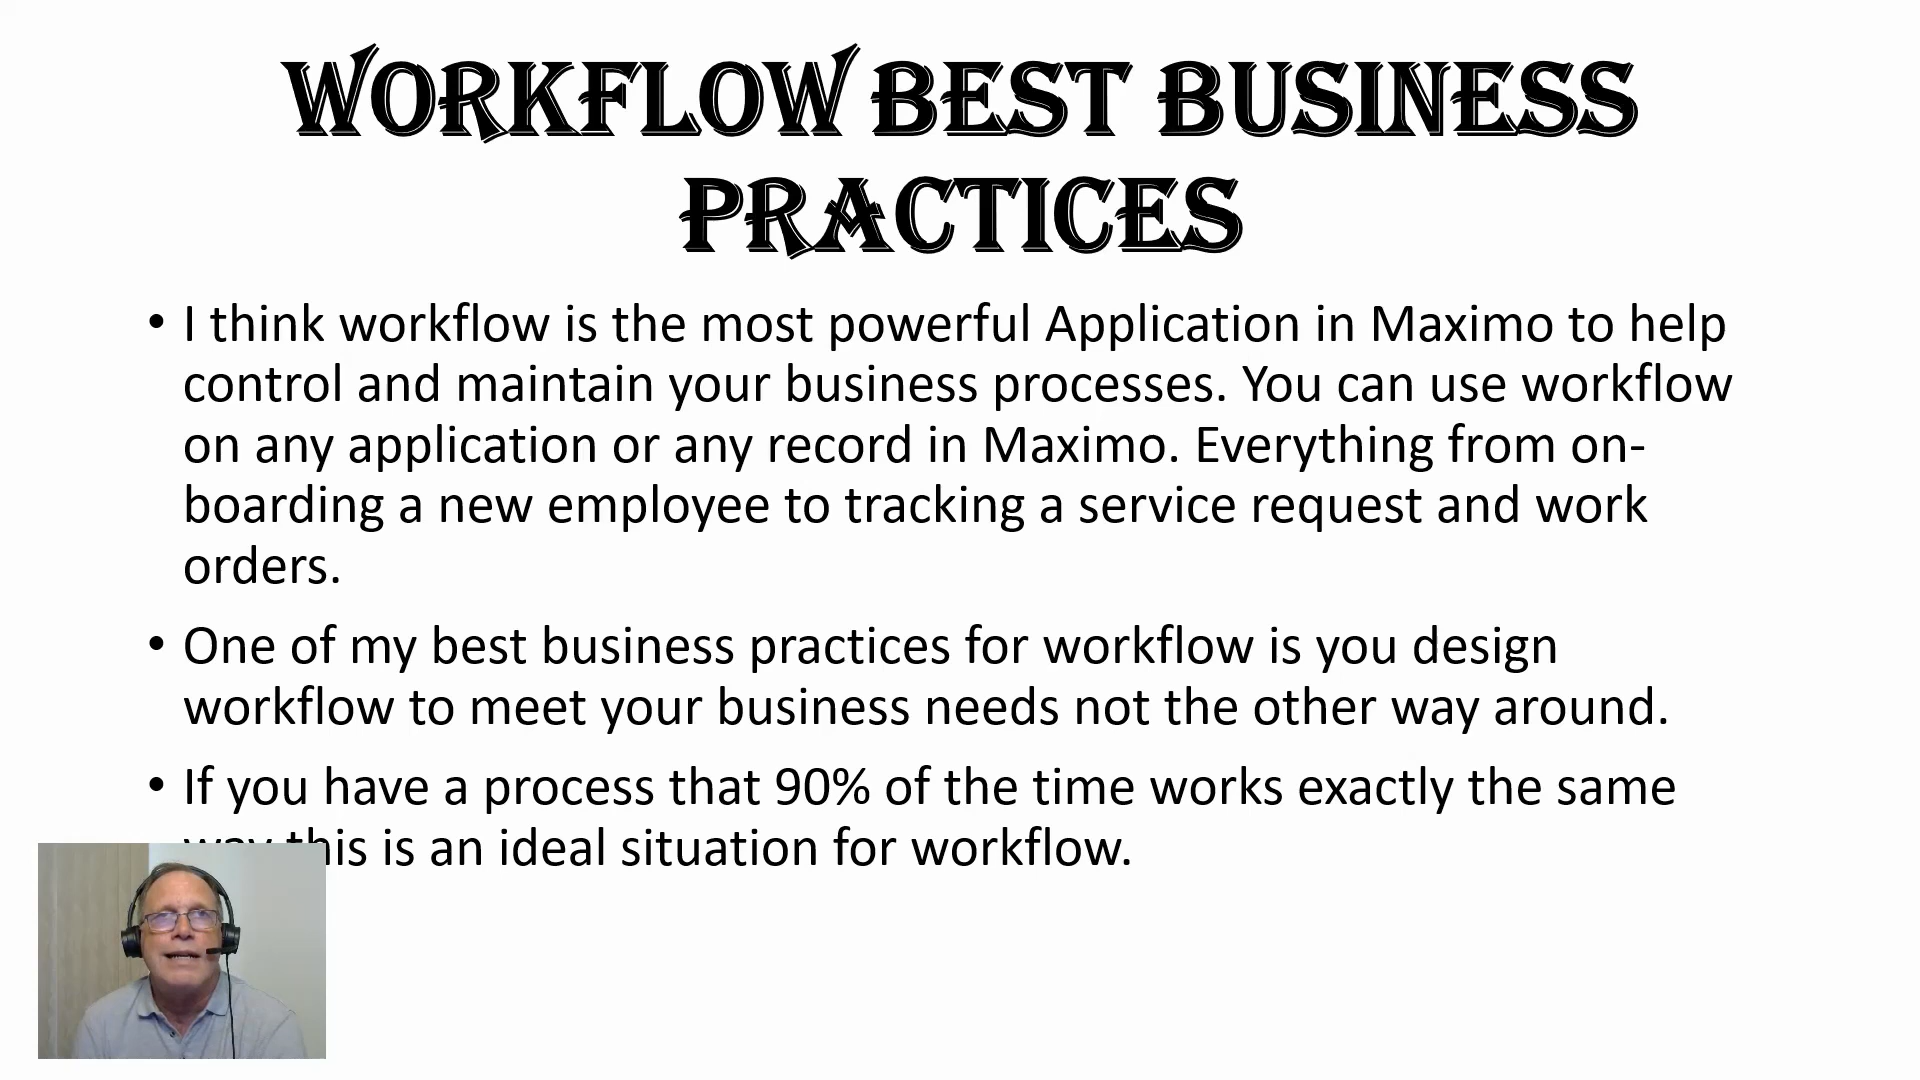 WORKFLOW BEST BUSINESS
PRACTICES
• I think workflow is the most powerful Application in Maximo to help
control and maintain your business processes. You can use workflow
on any application or any record in Maximo. Everything from on-
boarding a new employee to tracking a service request and work
orders.
• One of my best business practices for workflow is you design
workflow to meet your business needs not the other way around.
• If you have a process that 90% of the time works exactly the same
way this is an ideal situation for workflow.